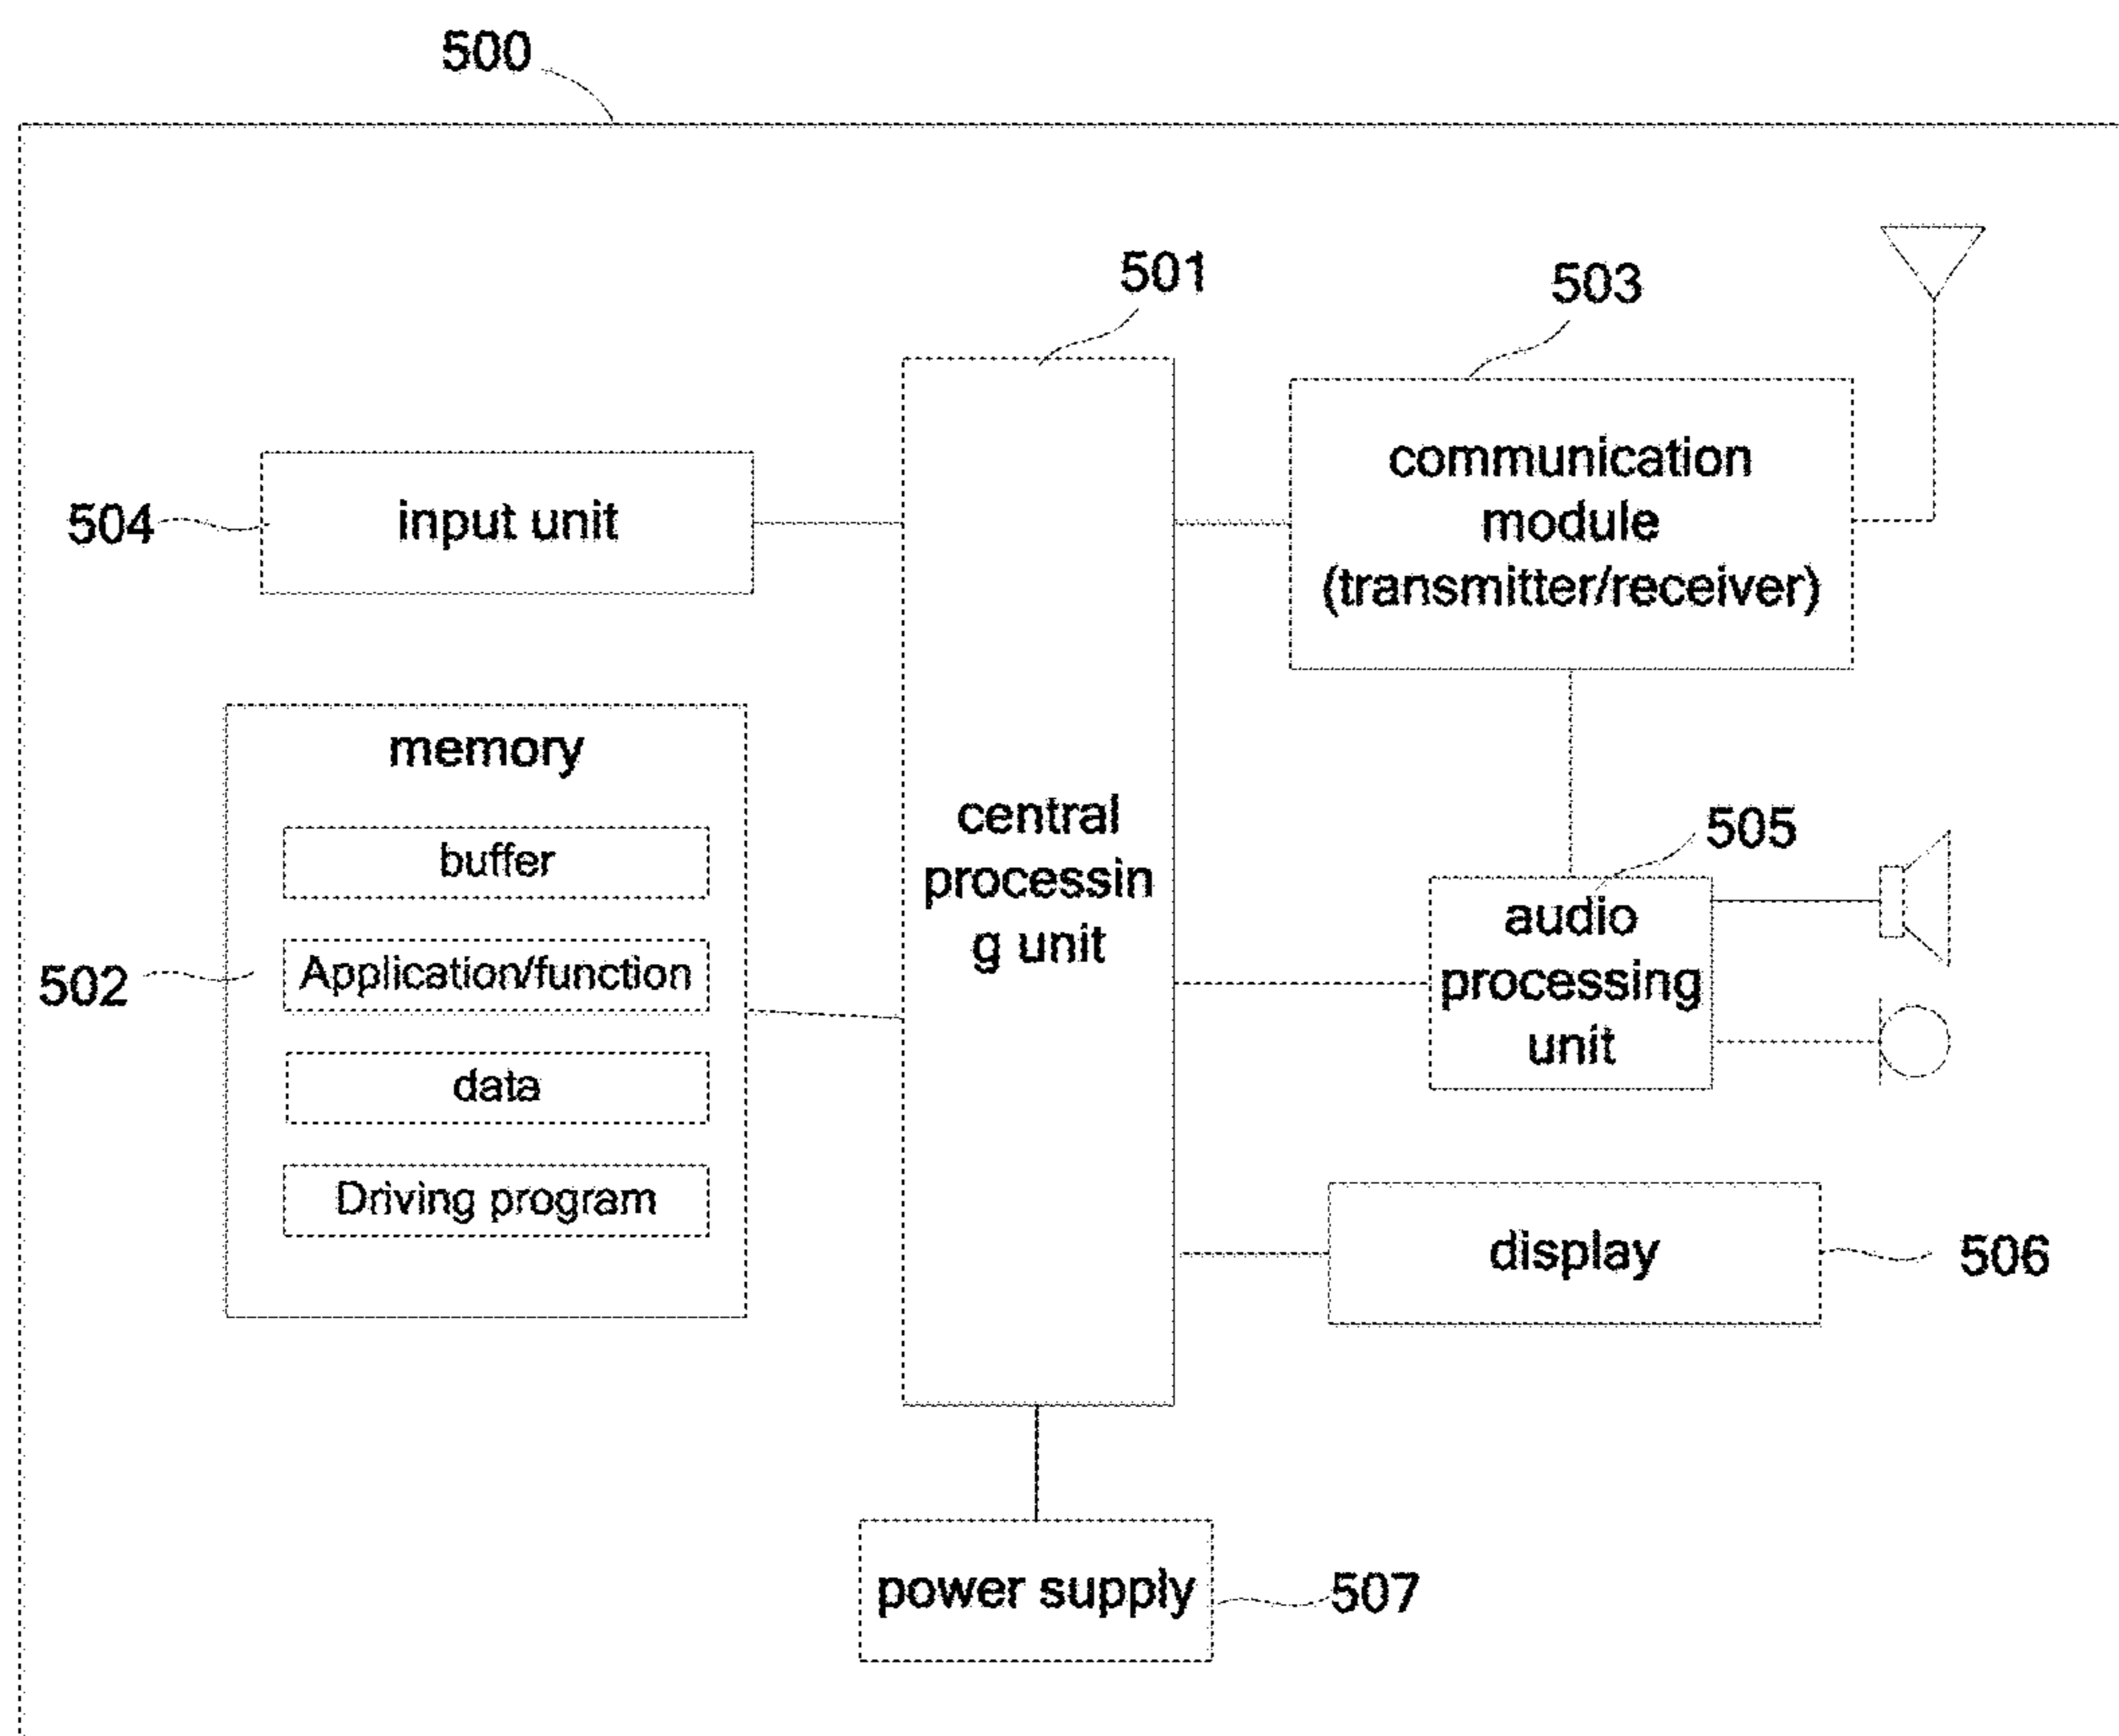 500
501
503
504
input unit
communication
module
(transmitter/receiver)
memory
buffer
502
Application/function
data
Driving program
central
processin
g unit
505
audio
processing
unit
display
506
power supply
507